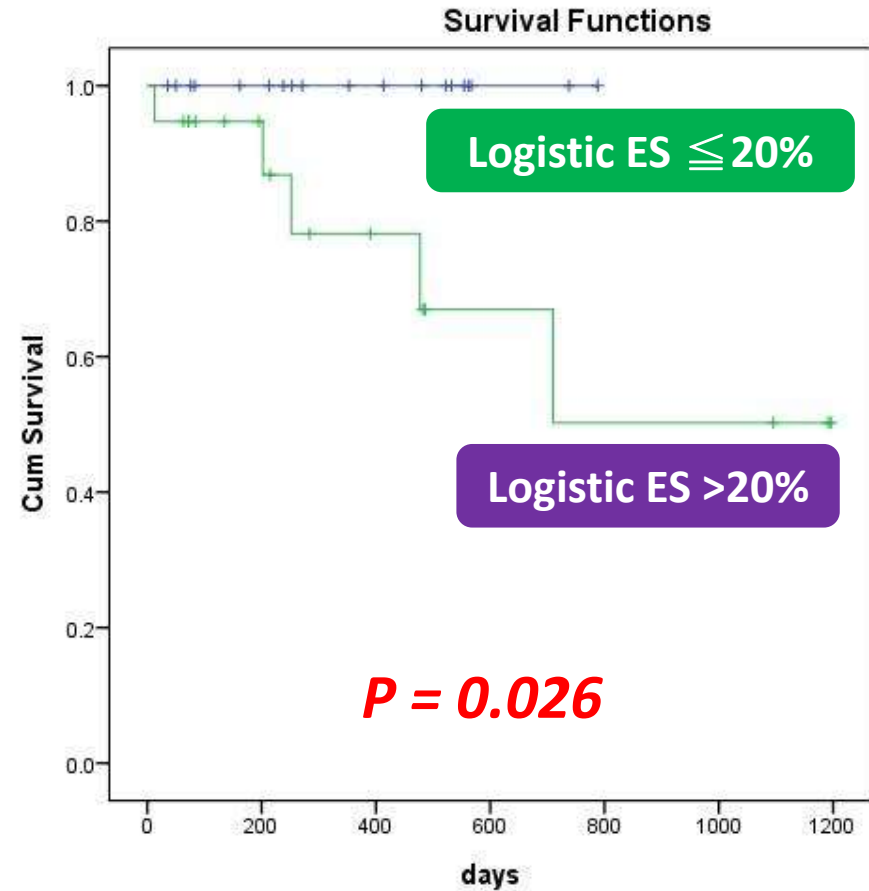 Survival Functions
1.0
0.8
0.6
0.4
0.2
0.0
Cum Survival
Logistic ES ≦20%
Logistic ES >20%
P = 0.026
0 200 400 600 800 1000 1200
days